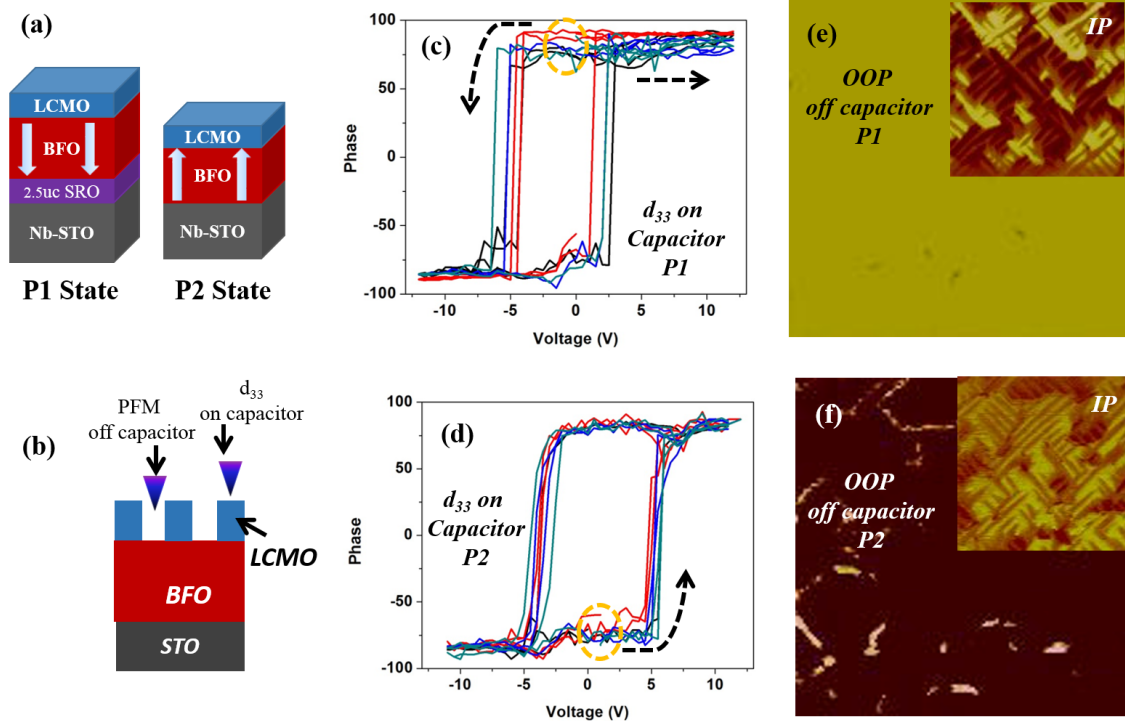 (a)
LCMO
BFO
2.5uc SRO
Nb-STO
P1 State
LCMO
BFO
Nb-STO
P2 State
(b)
PFM
off capacitor
d33
on capacitor
LCMO
BFO
STO
(c)
100
50
0
-50
-100
Phase
-10 -5 0 5 10
Voltage (V)
d33 on
Capacitor
P1
(d)
100
50
0
-50
-100
Phase
-10 -5 0 5 10
Voltage (V)
d33 on
Capacitor
P2
(e)
IP
OOP
off capacitor
P1
(f)
IP
OOP
off capacitor
P2